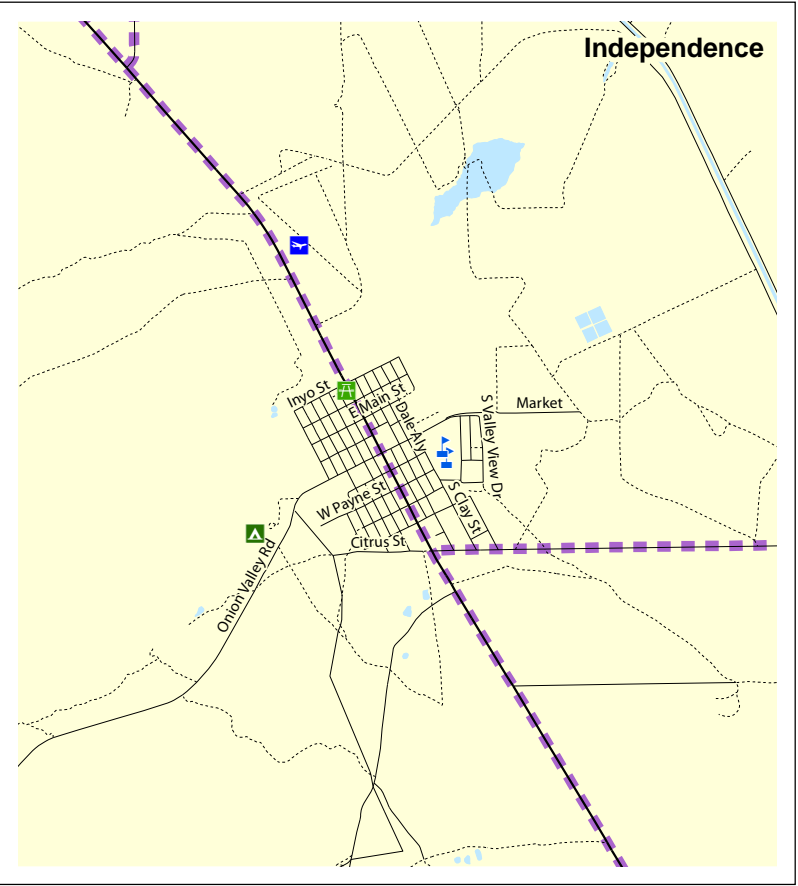 Independence
Inyo St
E Main St
Dale Aly
S Valley View Dr
Market
W Payne St
S Clay St
Citrus St
Onion Valley Rd